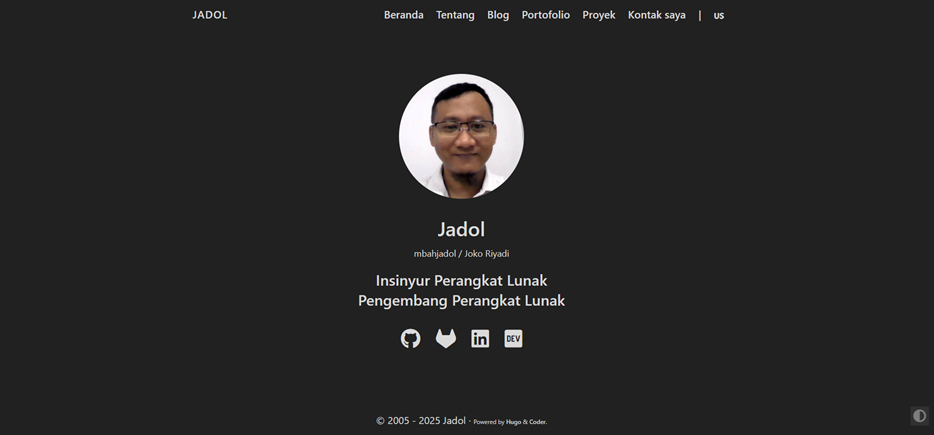 JADOL
Beranda Tentang Blog Portofolio Proyek Kontak saya | US
Jadol
mbahjadol / Joko Riyadi
Insinyur Perangkat Lunak
Pengembang Perangkat Lunak
DEV
© 2005 - 2025 Jadol · Powered by Hugo & Coder.